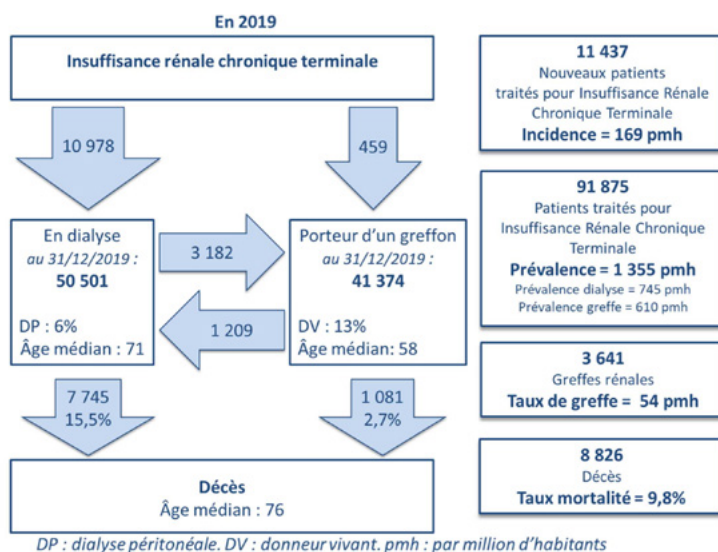 En 2019
Insuffisance rénale chronique terminale
10 978
459
En dialyse
au 31/12/2019 :
50 501
DP : 6%
Âge médian : 71
3 182
1 209
Porteur d’un greffon
au 31/12/2019 :
41 374
DV : 13%
Âge médian: 58
7 745
15,5%
1 081
2,7%
Décès
Âge médian : 76
11 437
Nouveaux patients
traités pour Insuffisance Rénale
Chronique Terminale
Incidence = 169 pmh
91 875
Patients traités pour
Insuffisance Rénale Chronique
Terminale
Prévalence = 1 355 pmh
Prévalence dialyse = 745 pmh
Prévalence greffe = 610 pmh
3 641
Greffes rénales
Taux de greffe = 54 pmh
8 826
Décès
Taux mortalité = 9,8%
DP : dialyse péritonéale. DV : donneur vivant. pmh : par million d’habitants